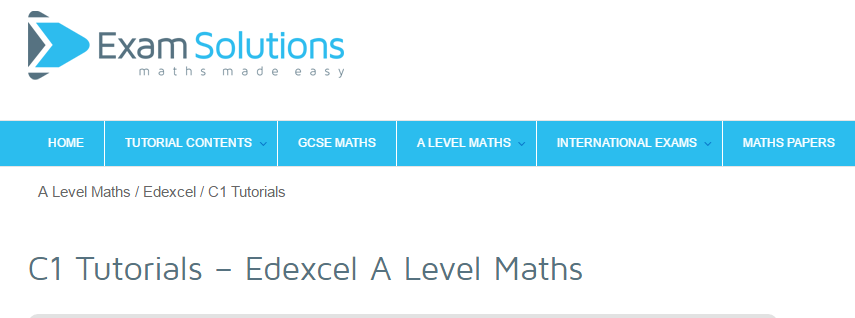 Exam Solutions
maths made easy
HOME TUTORIAL CONTENTS GCSE MATHS A LEVEL MATHS INTERNATIONAL EXAMS MATHS PAPERS
A Level Maths / Edexcel / C1 Tutorials
C1 Tutorials – Edexcel A Level Maths